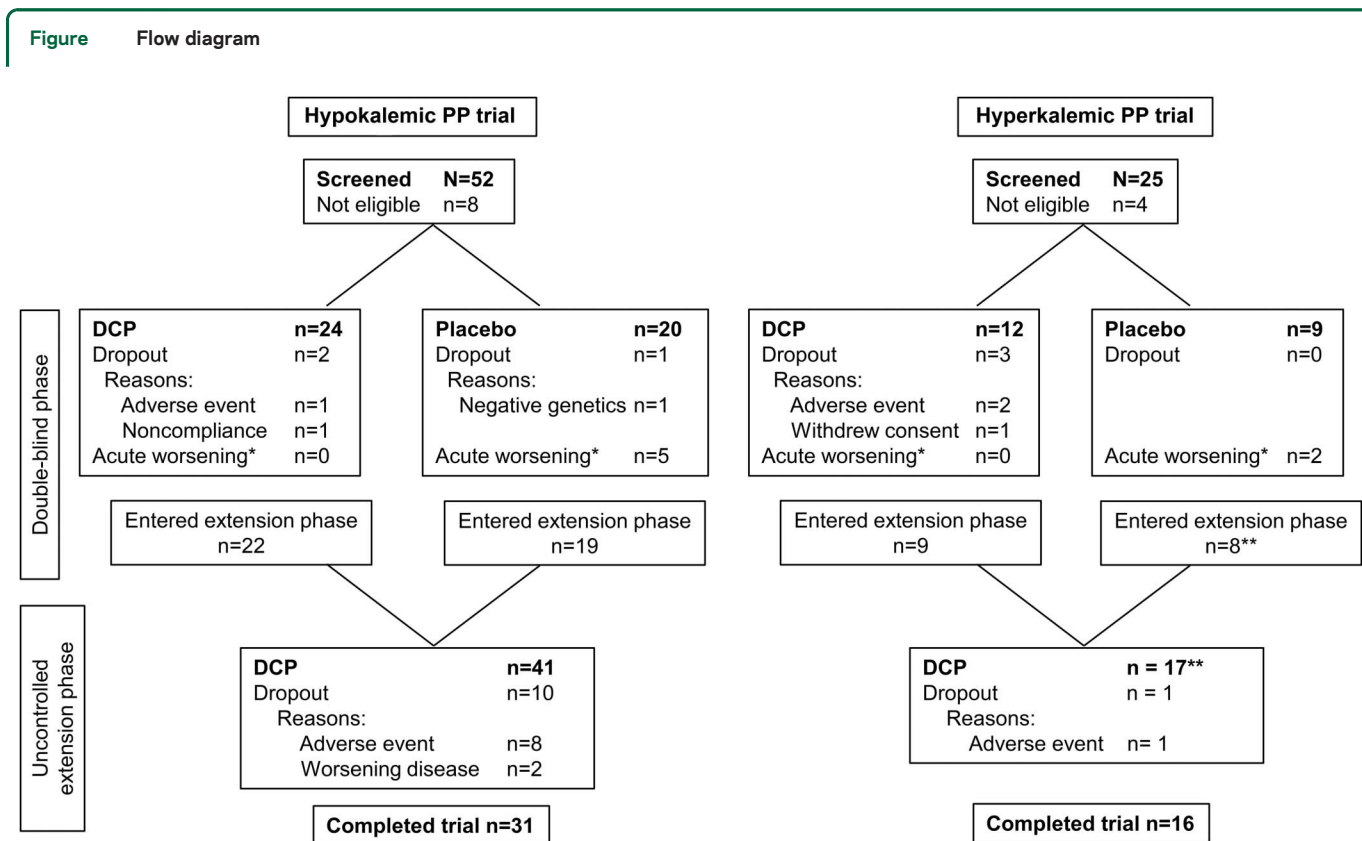 Figure Flow diagram
Hypokalemic PP trial
Screened N=52
Not eligible n=8
Hyperkalemic PP trial
Screened N=25
Not eligible n=4
Double-blind phase
DCP n=24
Dropout n=2
Reasons:
Adverse event n=1
Noncompliance n=1
Acute worsening* n=0
Placebo n=20
Dropout n=1
Reasons:
Negative genetics n=1
Acute worsening* n=5
DCP n=12
Dropout n=3
Reasons:
Adverse event n=2
Withdrew consent n=1
Acute worsening* n=0
Placebo n=9
Dropout n=0
Acute worsening* n=2
Entered extension phase
n=22
Entered extension phase
n=19
Entered extension phase
n=9
Entered extension phase
n=8**
Uncontrolled
extension phase
DCP n=41
Dropout n=10
Reasons:
Adverse event n=8
Worsening disease n=2
DCP n = 17**
Dropout n = 1
Reasons:
Adverse event n= 1
Completed trial n=31
Completed trial n=16